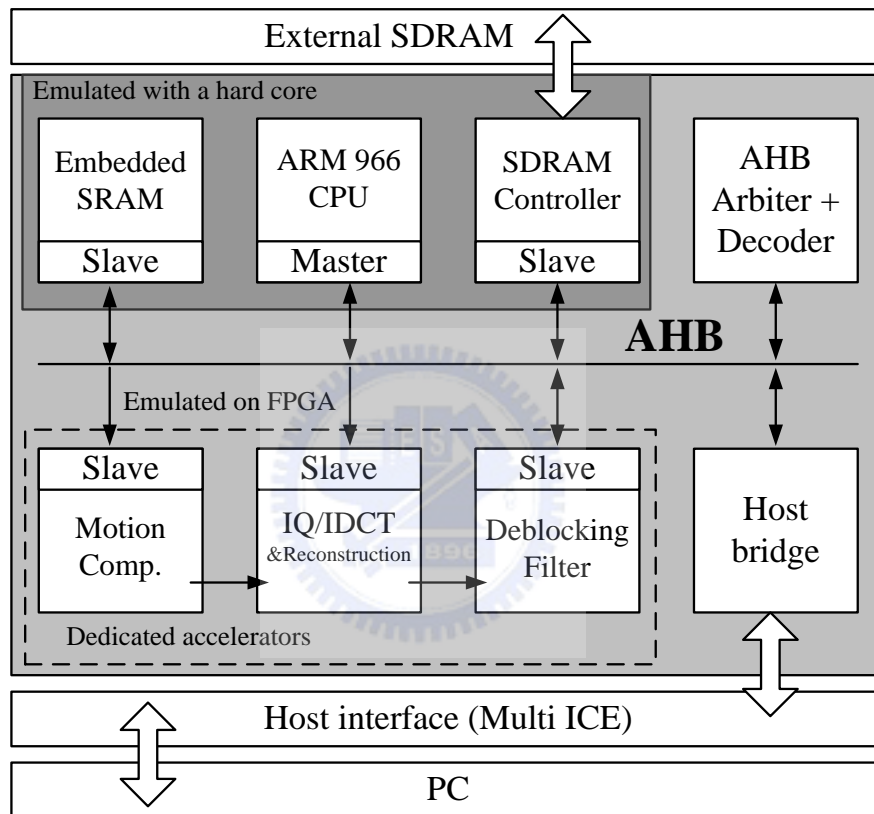 External SDRAM
Emulated with a hard core
Embedded
SRAM
Slave
ARM 966
CPU
Master
SDRAM
Controller
Slave
AHB
Arbiter +
Decoder
AHB
Emulated on FPGA
Slave
Motion
Comp.
Slave
IQ/IDCT
&Reconstruction
Slave
Deblocking
Filter
Host
bridge
ES
1896
Dedicated accelerators
Host interface (Multi ICE)
PC